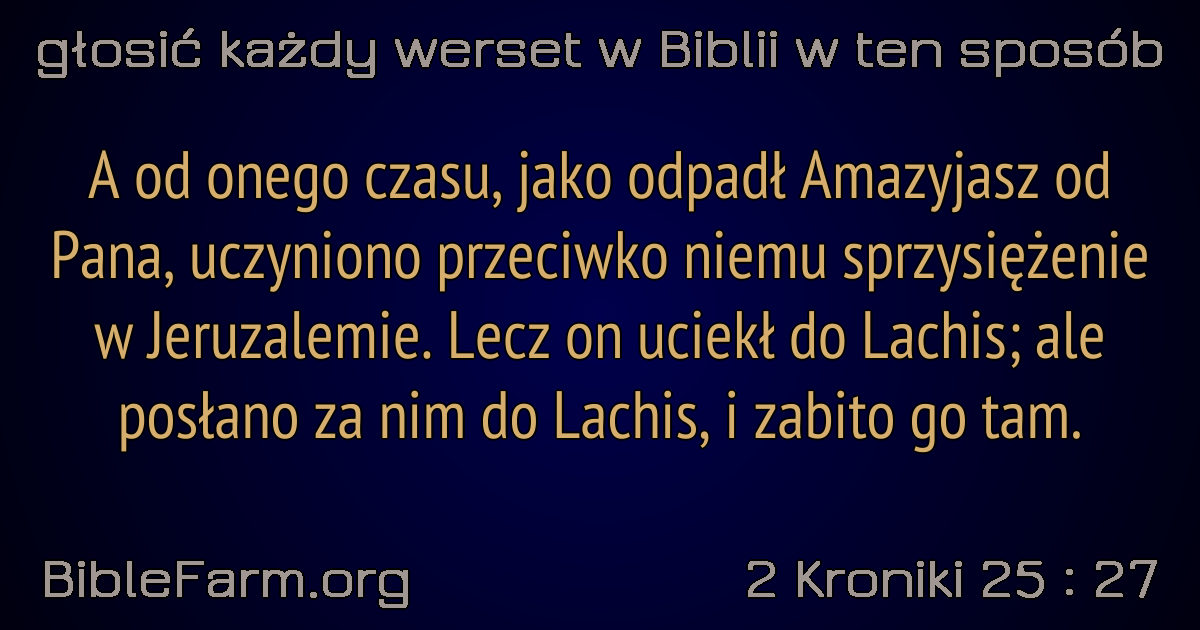 głosić każdy werset w Biblii w ten sposób
A od onego czasu, jako odpadł Amazyjasz od
Pana, uczyniono przeciwko niemu sprzysiężenie
w Jeruzalemie. Lecz on uciekł do Lachis; ale
posłano za nim do Lachis, i zabito go tam.
BibleFarm.org
2 Kroniki 25 : 27